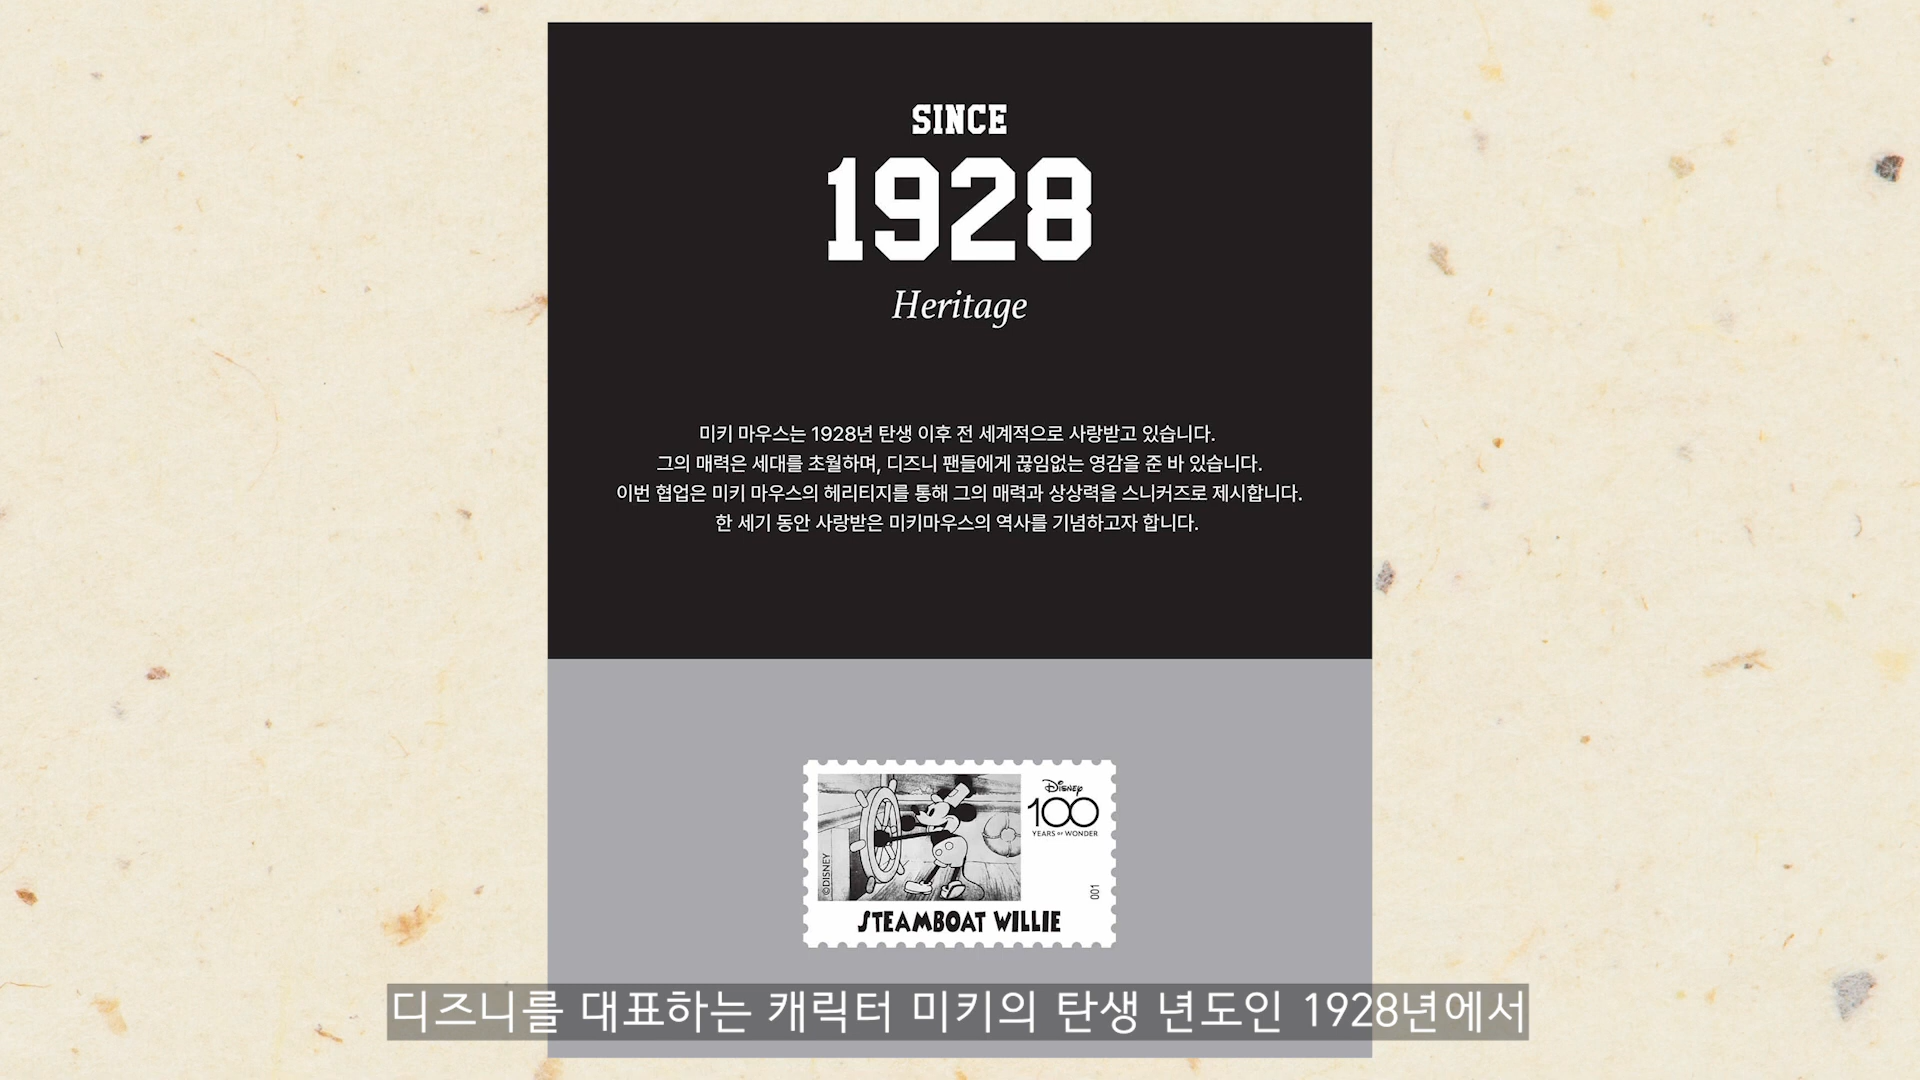 SINCE
1928
Heritage
미키 마우스는 1928년 탄생 이후 전 세계적으로 사랑받고 있습니다.
그의 매력은 세대를 초월하며, 디즈니 팬들에게 끊임없는 영감을 준 바 있습니다.
이번 협업은 미키 마우스의 헤리티지를 통해 그의 매력과 상상력을 스니커즈로 제시합니다.
한 세기 동안 사랑받은 미키마우스의 역사를 기념하고자 합니다.
Disney
100
YEARS OF WONDER
©DISNEY
001
STEAMBOAT WILLIE
디즈니를 대표하는 캐릭터 미키의 탄생 년도인 1928년에서